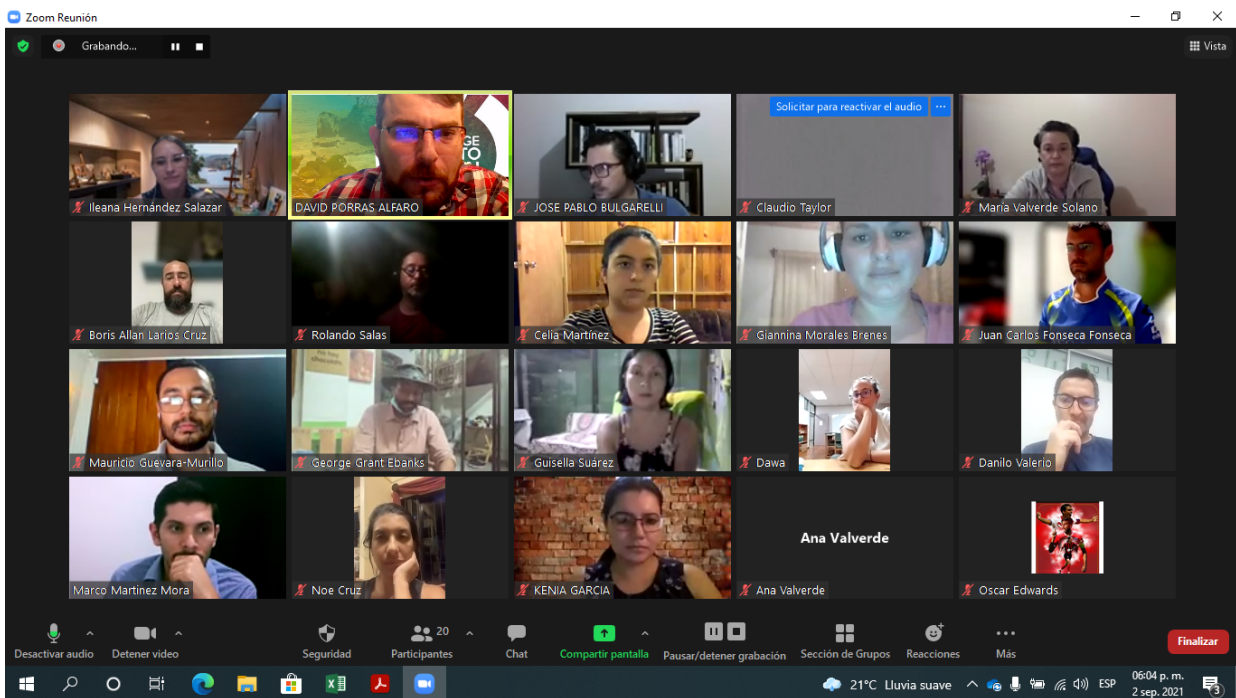 Zoom Reunión
Grabando...
Vista
Solicitar para reactivar el audio
Ileana Hernández Salazar
DAVID PORRAS ALFARO
JOSE PABLO BULGARELLI
Claudio Taylor
María Valverde Solano
Boris Allan Larios Cruz
Rolando Salas
Celia Martínez
Giannina Morales Brenes
Juan Carlos Fonseca Fonseca
Mauricio Guevara-Murillo
George Grant Ebanks
Guisella Suárez
Dawa
Danilo Valerio
Marco Martinez Mora
Noe Cruz
KENIA GARCIA
Ana Valverde
Ana Valverde
Oscar Edwards
20
Desactivar audio
Detener video
Seguridad
Participantes
Chat
Compartir pantalla
Pausar/detener grabación
Sección de Grupos
Reacciones
Más
Finalizar
21°C Lluvia suave
ESP
06:04 p. m.
2 sep. 2021
3